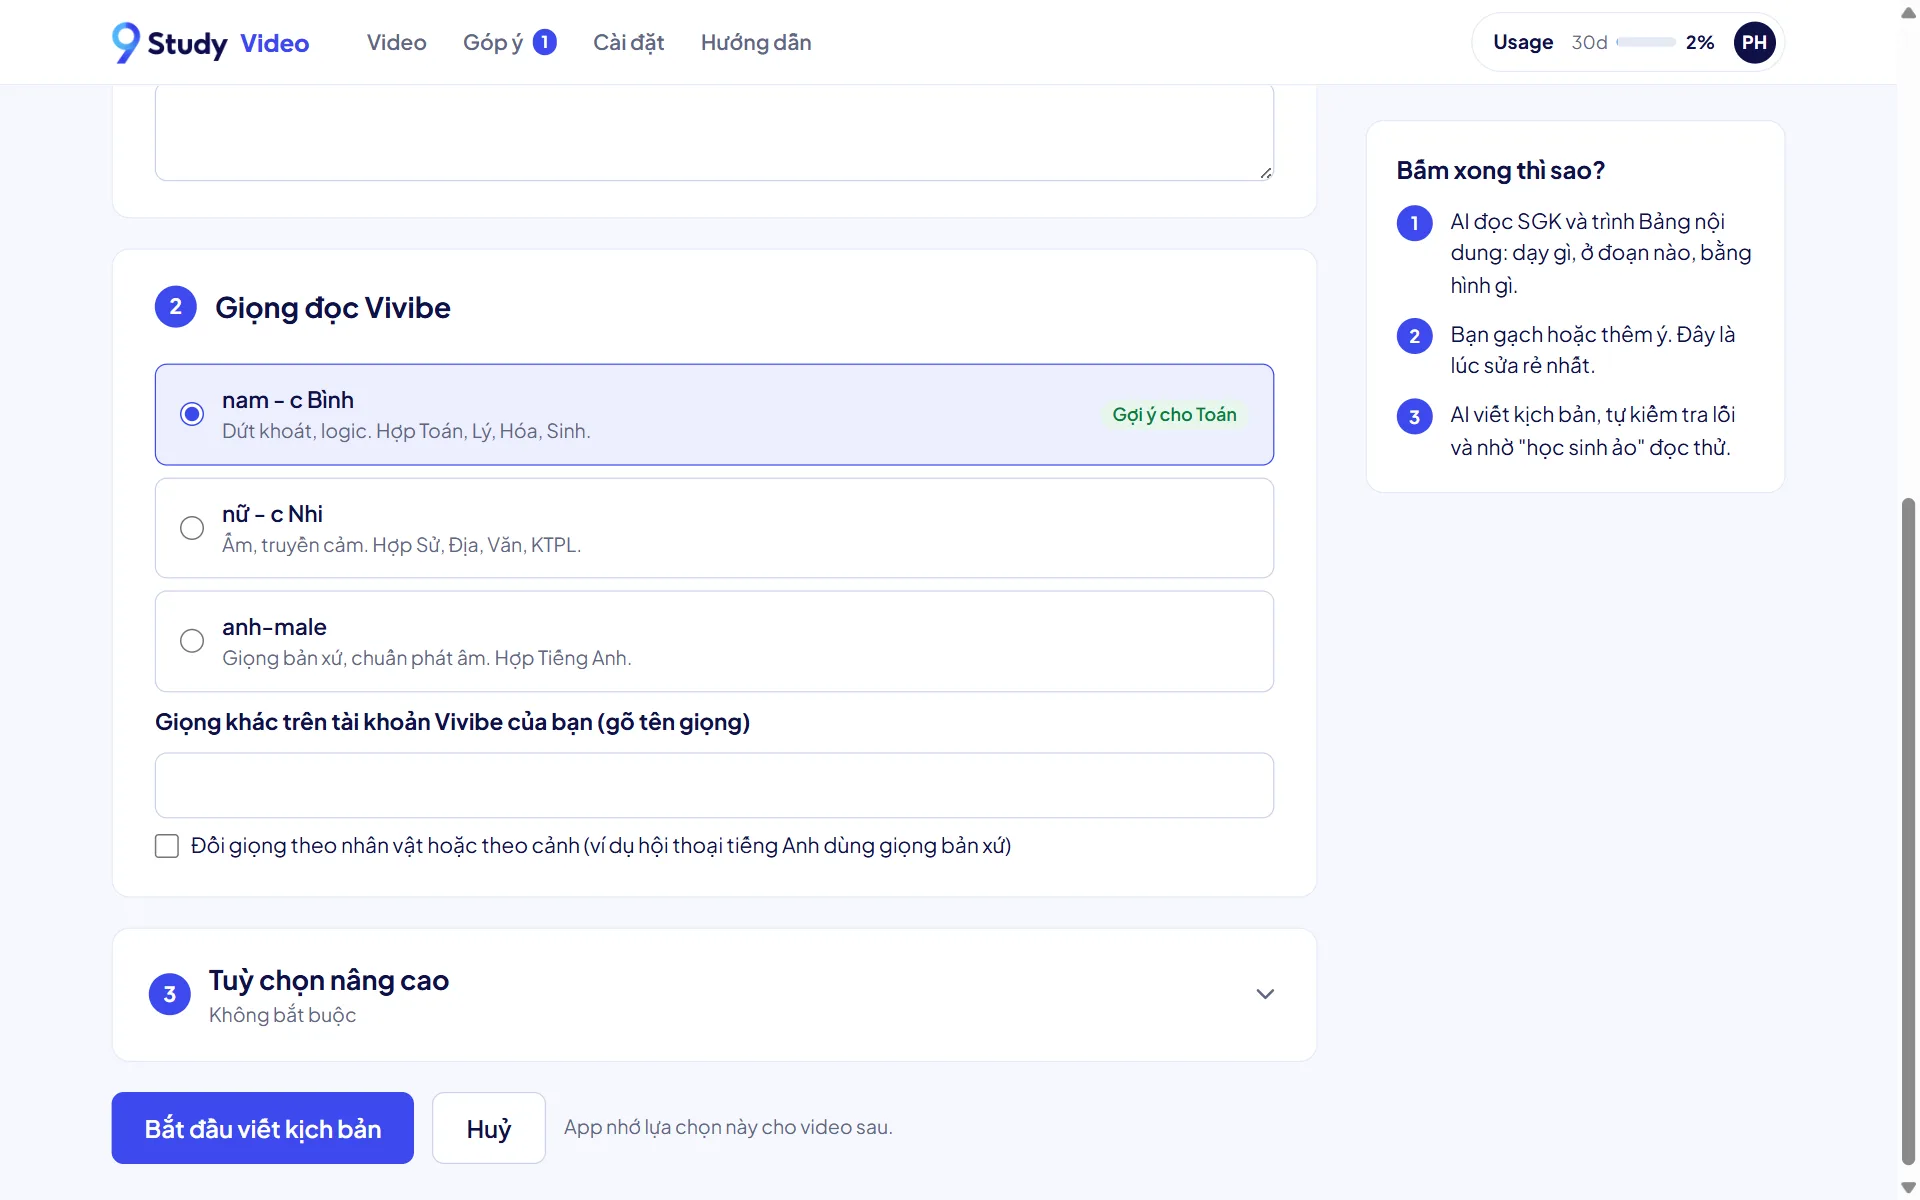 9 Study Video
Video
Góp ý 1
Cài đặt
Hướng dẫn
Usage 30d 2% PH
2 Giọng đọc Vivibe
nam - c Bình
Dứt khoát, logic. Hợp Toán, Lý, Hóa, Sinh.
Gợi ý cho Toán
nữ - c Nhi
Ấm, truyền cảm. Hợp Sử, Địa, Văn, KTPL.
anh-male
Giọng bản xứ, chuẩn phát âm. Hợp Tiếng Anh.
Giọng khác trên tài khoản Vivibe của bạn (gõ tên giọng)
Đổi giọng theo nhân vật hoặc theo cảnh (ví dụ hội thoại tiếng Anh dùng giọng bản xứ)
3 Tuỳ chọn nâng cao
Không bắt buộc
Bắt đầu viết kịch bản
Huỷ
App nhớ lựa chọn này cho video sau.
Bấm xong thì sao?
1 AI đọc SGK và trình Bảng nội
dung: dạy gì, ở đoạn nào, bằng
hình gì.
2 Bạn gạch hoặc thêm ý. Đây là
lúc sửa rẻ nhất.
3 AI viết kịch bản, tự kiểm tra lỗi
và nhờ "học sinh ảo" đọc thử.